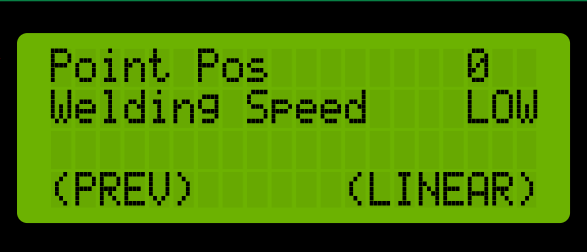 Point Pos 0
Welding Speed LOW
(PREV) (LINEAR)